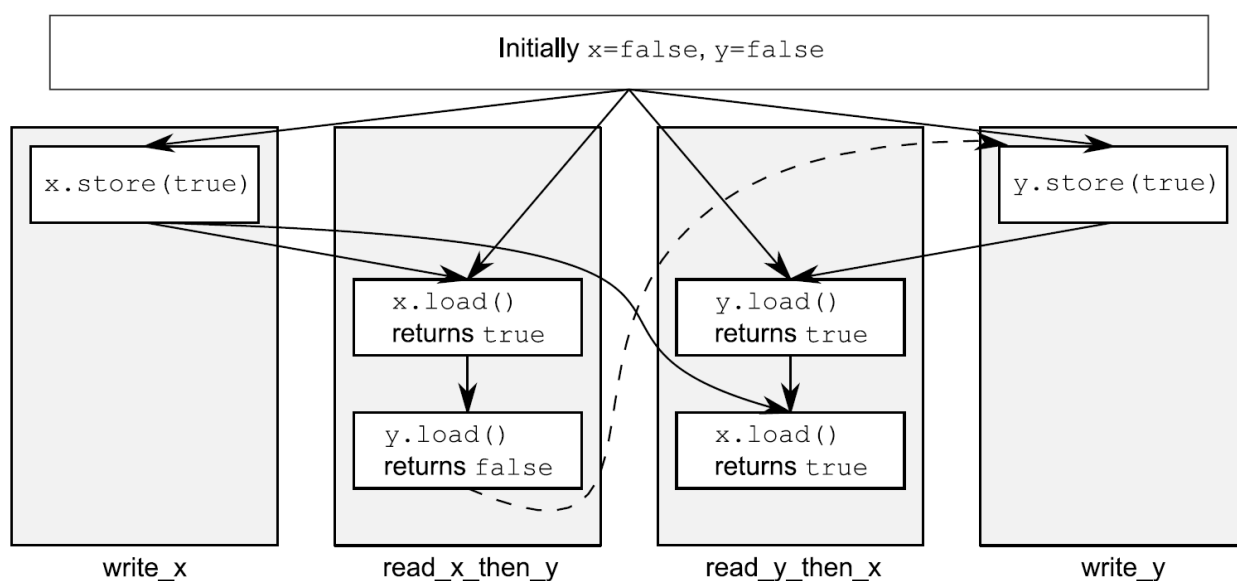 Initially x=false, y=false
x.store(true)
y.store(true)
x.load()
returns true
y.load()
returns true
y.load()
returns false
x.load()
returns true
write_x
read_x_then_y
read_y_then_x
write_y